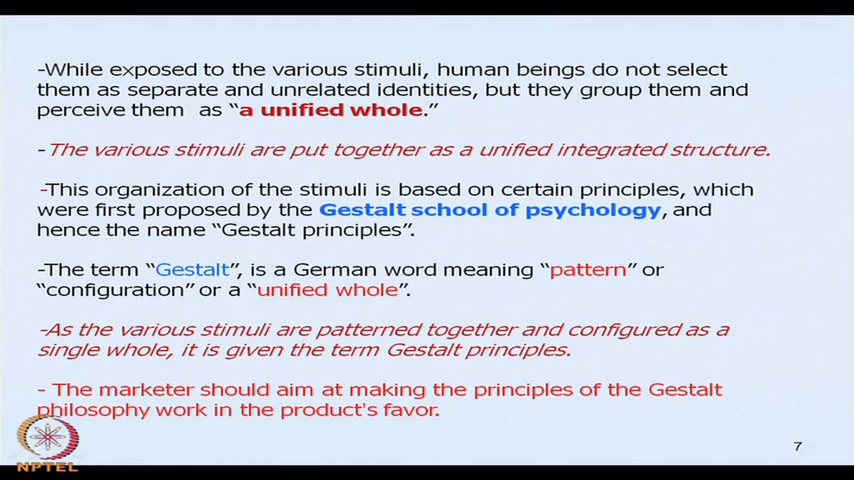 -While exposed to the various stimuli, human beings do not select
them as separate and unrelated identities, but they group them and
perceive them as “a unified whole.”
-The various stimuli are put together as a unified integrated structure.
-This organization of the stimuli is based on certain principles, which
were first proposed by the Gestalt school of psychology, and
hence the name “Gestalt principles”.
-The term “Gestalt”, is a German word meaning “pattern” or
“configuration” or a “unified whole”.
-As the various stimuli are patterned together and configured as a
single whole, it is given the term Gestalt principles.
- The marketer should aim at making the principles of the Gestalt
philosophy work in the product's favor.
NPTEL
7